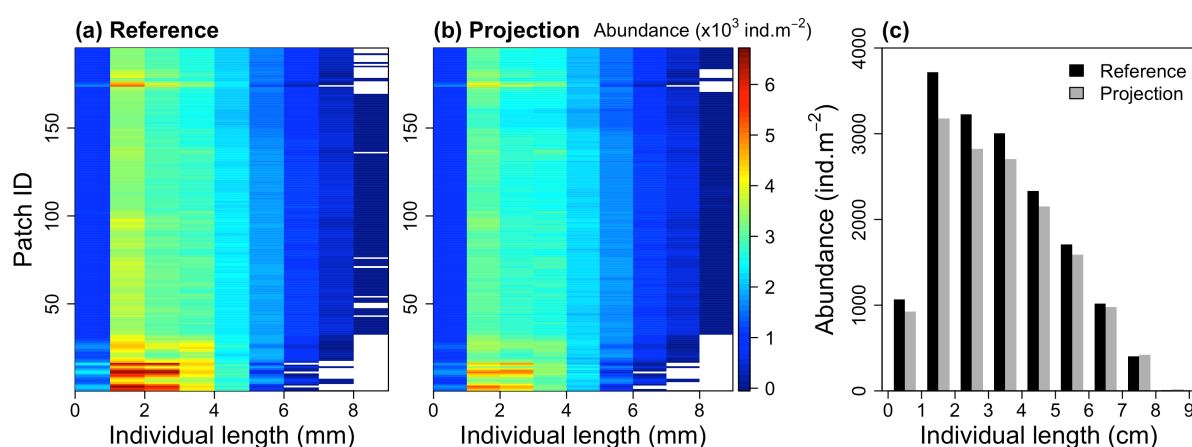 (a) Reference
(b) Projection
Abundance (x10³ ind.m⁻²)
(c)
Patch ID
150
100
50
0 2 4 6 8
Individual length (mm)
0 2 4 6 8
Individual length (mm)
6
5
4
3
2
1
0
Abundance (ind.m⁻²)
4000
3000
2000
1000
0
Reference
Projection
0 1 2 3 4 5 6 7 8 9
Individual length (cm)